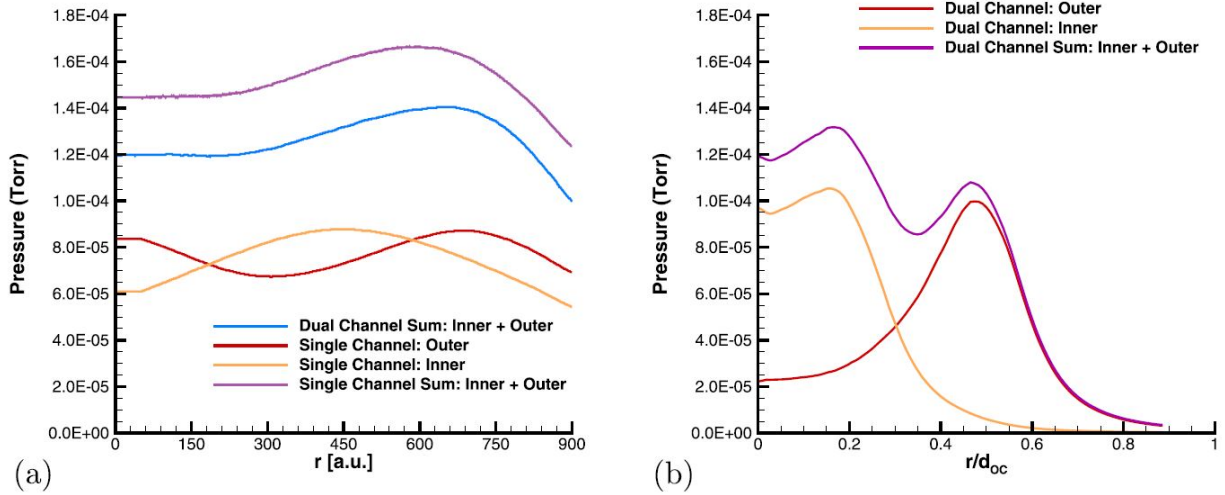 1.8E-04
1.6E-04
1.4E-04
1.2E-04
1.0E-04
8.0E-05
6.0E-05
4.0E-05
2.0E-05
0.0E+00
Pressure (Torr)
Dual Channel Sum: Inner + Outer
Single Channel: Outer
Single Channel: Inner
Single Channel Sum: Inner + Outer
0 150 300 450 600 750 900
r [a.u.]
(a)
Dual Channel: Outer
Dual Channel: Inner
Dual Channel Sum: Inner + Outer
1.8E-04
1.6E-04
1.4E-04
1.2E-04
1.0E-04
8.0E-05
6.0E-05
4.0E-05
2.0E-05
0.0E+00
Pressure (Torr)
0 0.2 0.4 0.6 0.8 1
r/dOC
(b)